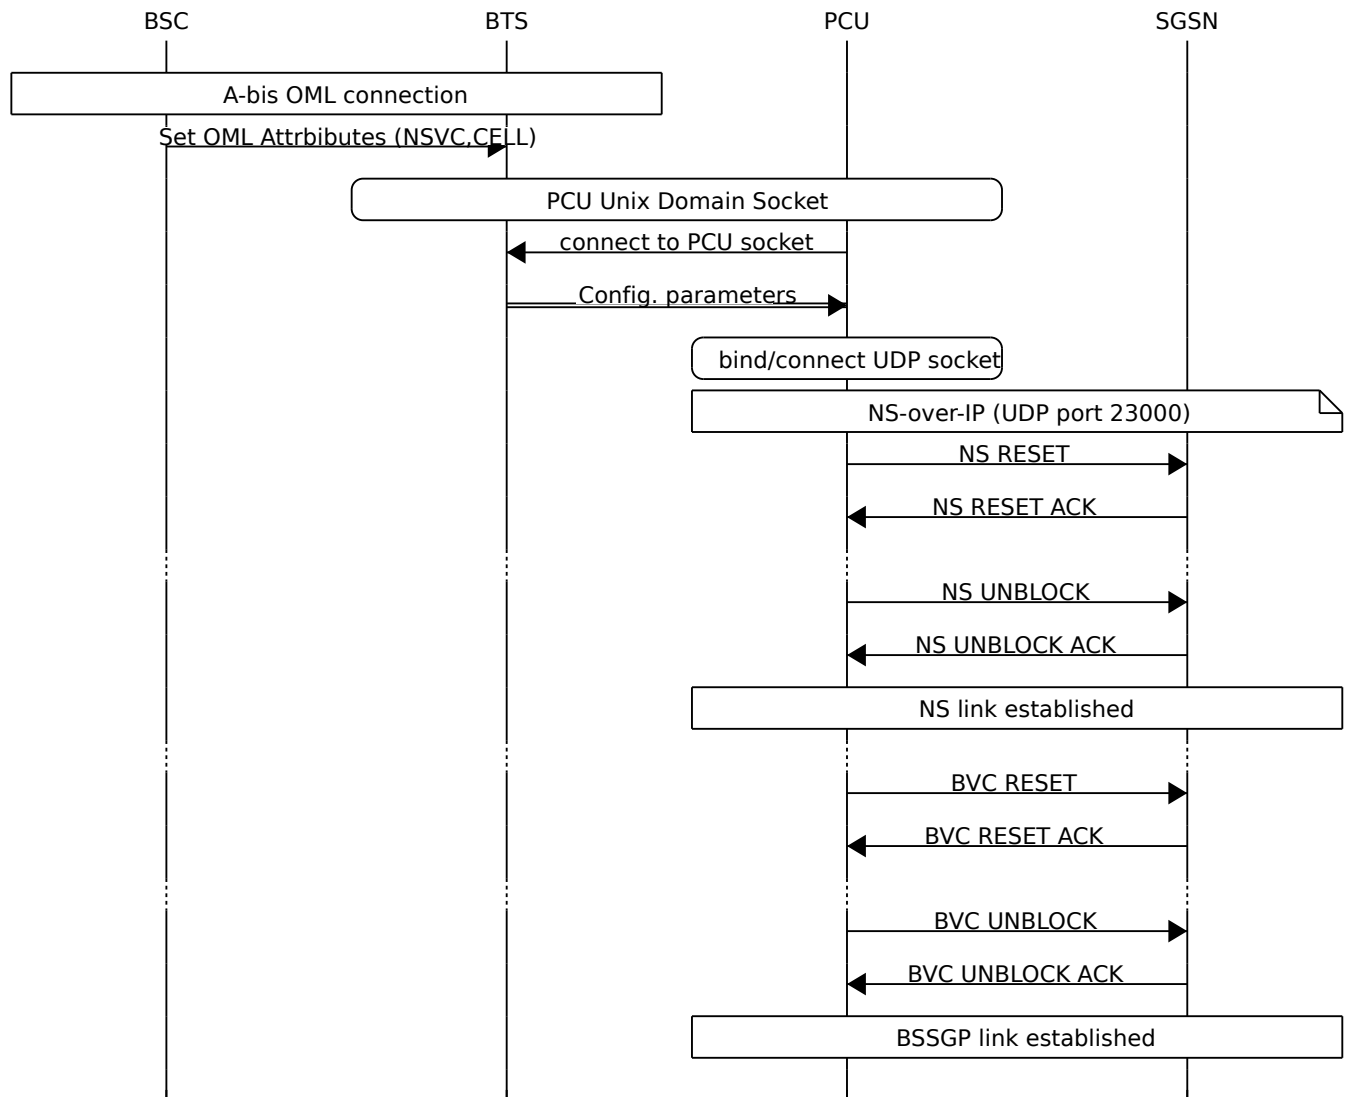 BSC BTS PCU SGSN
A-bis OML connection
Set OML Attrbibutes (NSVC,CELL)
PCU Unix Domain Socket
connect to PCU socket
Config. parameters
bind/connect UDP socket
NS-over-IP (UDP port 23000)
NS RESET
NS RESET ACK
NS UNBLOCK
NS UNBLOCK ACK
NS link established
BVC RESET
BVC RESET ACK
BVC UNBLOCK
BVC UNBLOCK ACK
BSSGP link established